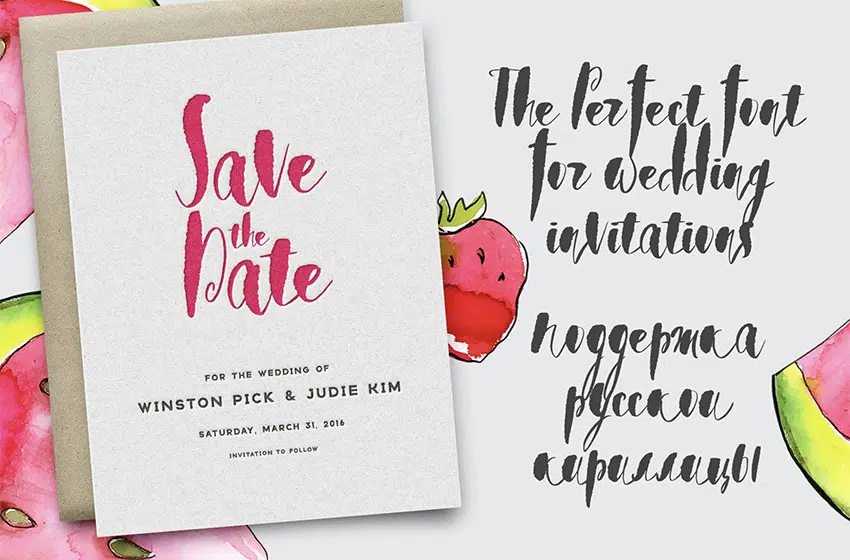 Save
the
Date
FOR THE WEDDING OF
WINSTON PICK & JUDIE KIM
SATURDAY, MARCH 31, 2016
INVITATION TO FOLLOW
The Perfect font
for wedding
invitations
поддержка
русской
кириллицы